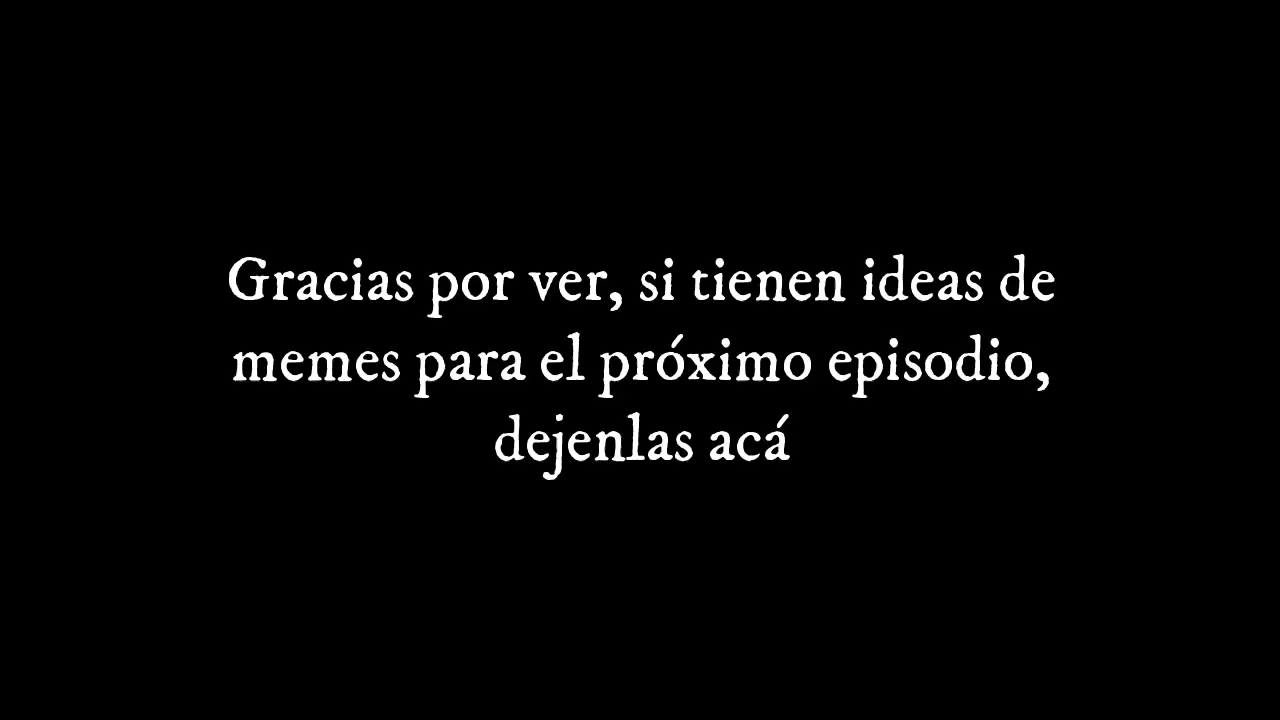 Gracias por ver, si tienen ideas de
memes para el próximo episodio,
dejenlas acá